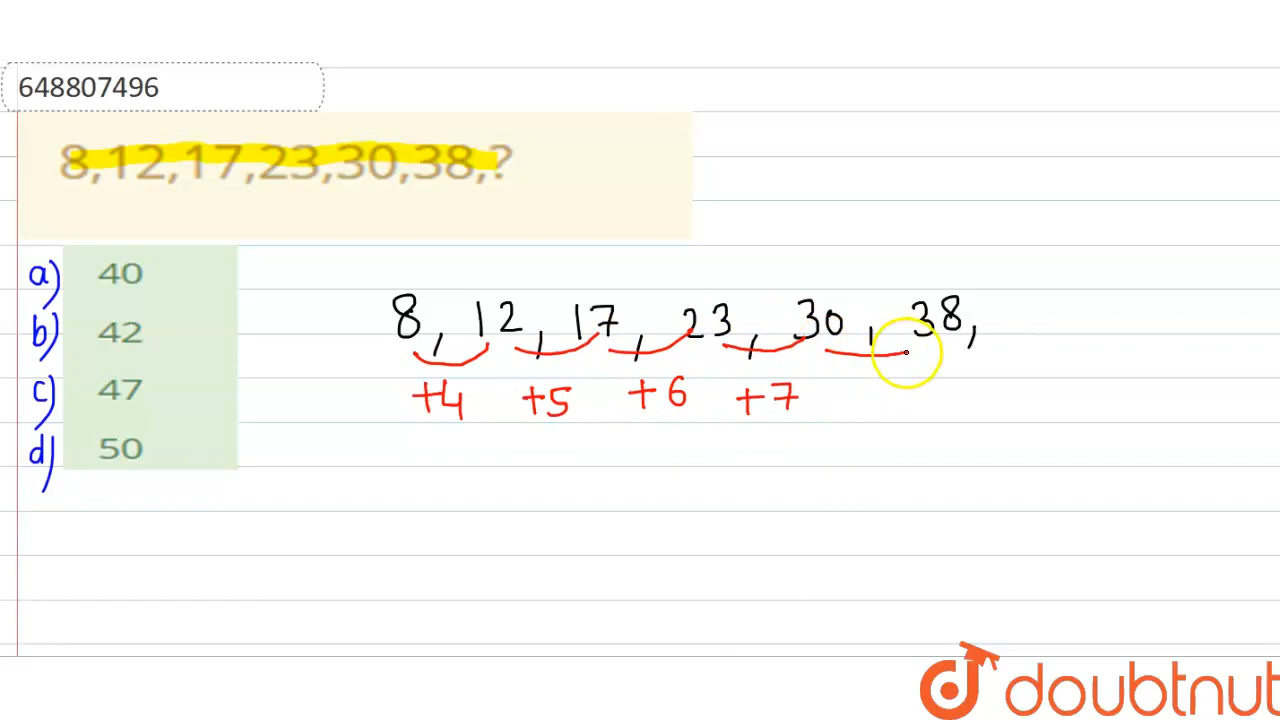 648807496
8,12,17,23,30,38,?
a) 40
b) 42
c) 47
d) 50
8, 12, 17, 23, 30, 38,
+4 +5 +6 +7
doubtnut